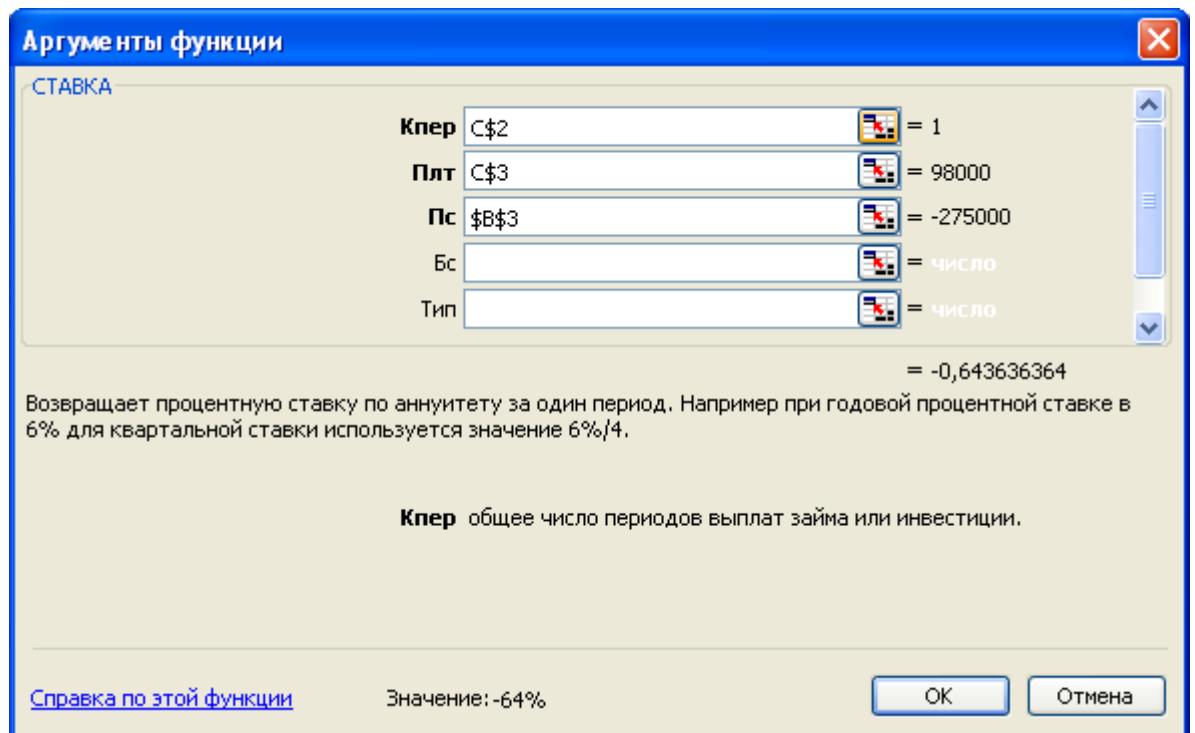 Аргументы функции
СТАВКА
Кпер C$2 = 1
Плт C$3 = 98000
Пс $B$3 = -275000
Бс = число
Тип = число
= -0,643636364
Возвращает процентную ставку по аннуитету за один период. Например при годовой процентной ставке в
6% для квартальной ставки используется значение 6%/4.
Кпер общее число периодов выплат займа или инвестиции.
Справка по этой функции Значение:-64% ОК Отмена